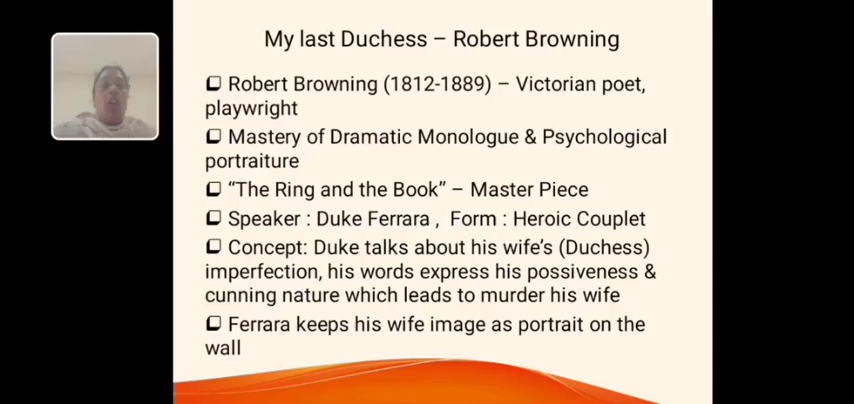 My last Duchess – Robert Browning
❑ Robert Browning (1812-1889) – Victorian poet,
playwright
❑ Mastery of Dramatic Monologue & Psychological
portraiture
❑ “The Ring and the Book” – Master Piece
❑ Speaker : Duke Ferrara , Form : Heroic Couplet
❑ Concept: Duke talks about his wife’s (Duchess)
imperfection, his words express his possiveness &
cunning nature which leads to murder his wife
❑ Ferrara keeps his wife image as portrait on the
wall